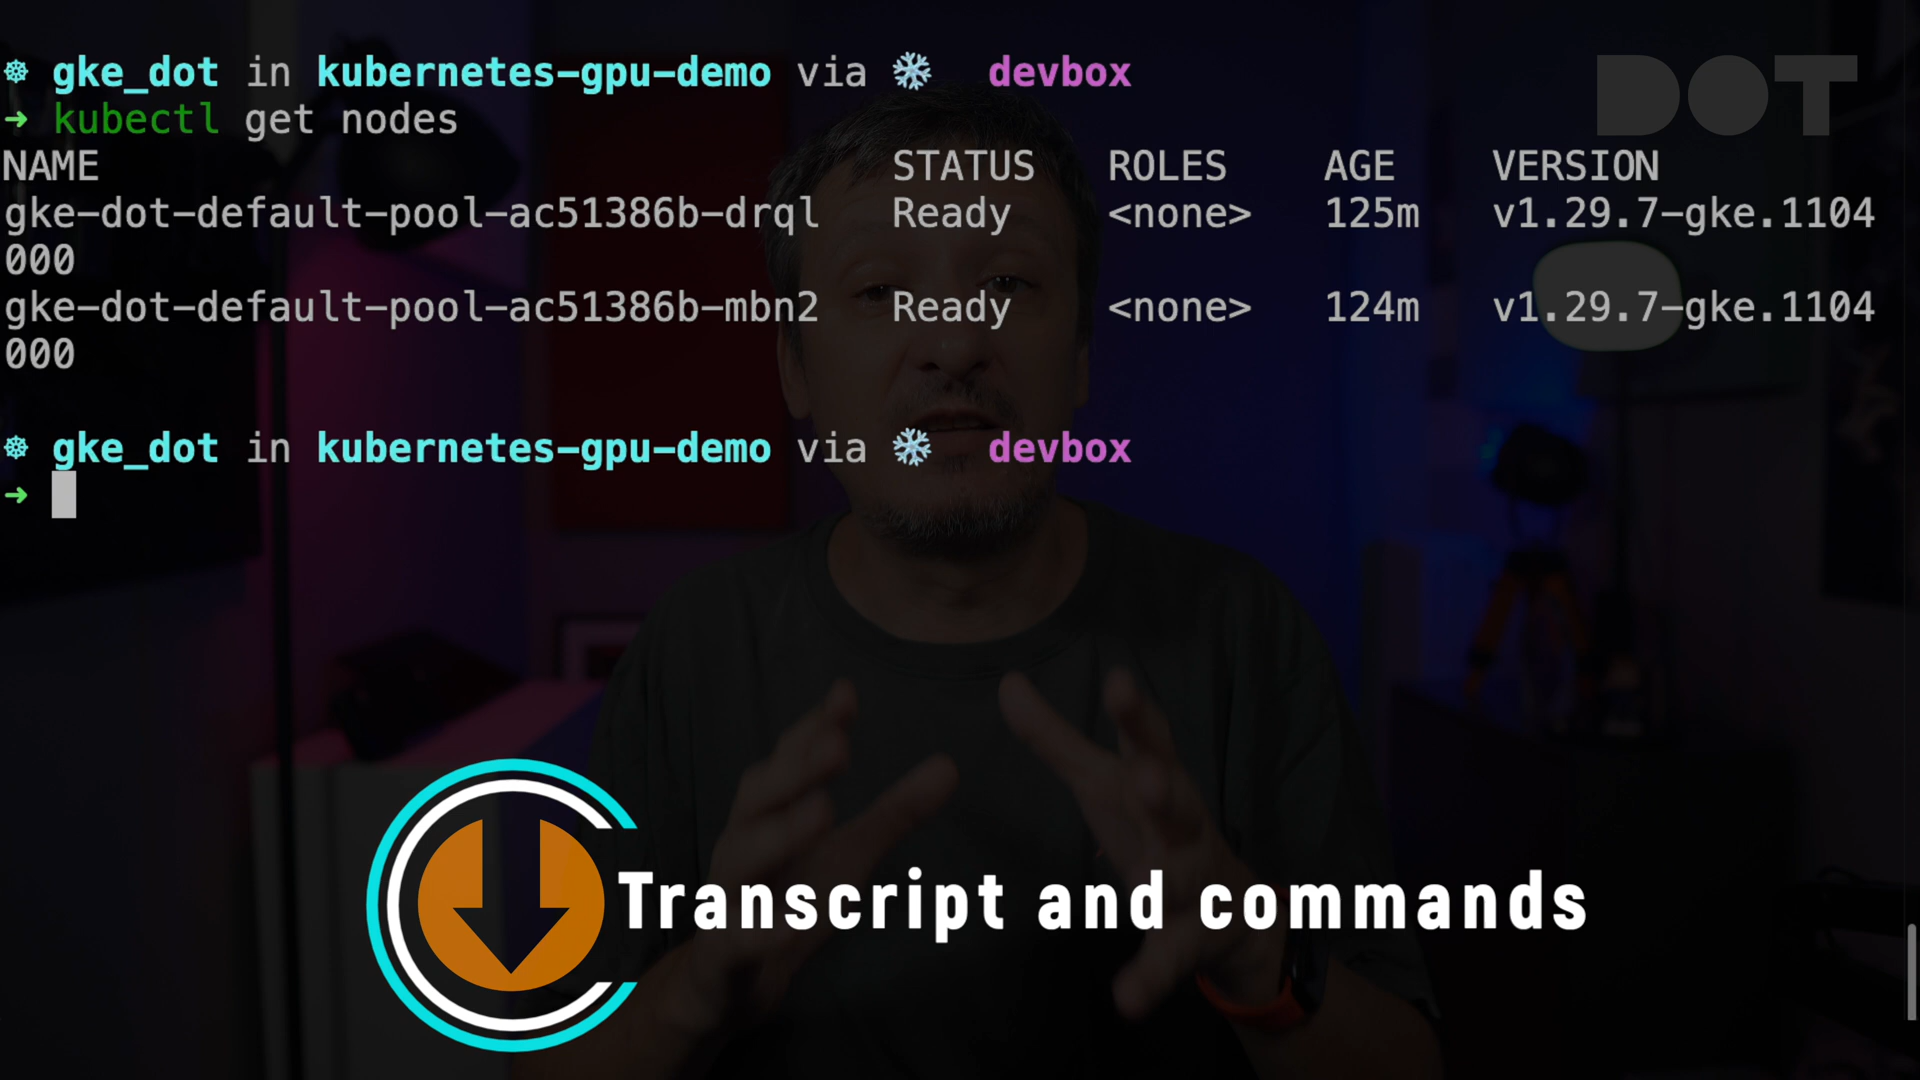 ☸ gke_dot in kubernetes-gpu-demo via ❄ devbox
DOT
➜ kubectl get nodes
NAME STATUS ROLES AGE VERSION
gke-dot-default-pool-ac51386b-drql Ready <none> 125m v1.29.7-gke.1104
000
gke-dot-default-pool-ac51386b-mbn2 Ready <none> 124m v1.29.7-gke.1104
000
☸ gke_dot in kubernetes-gpu-demo via ❄ devbox
➜
Transcript and commands